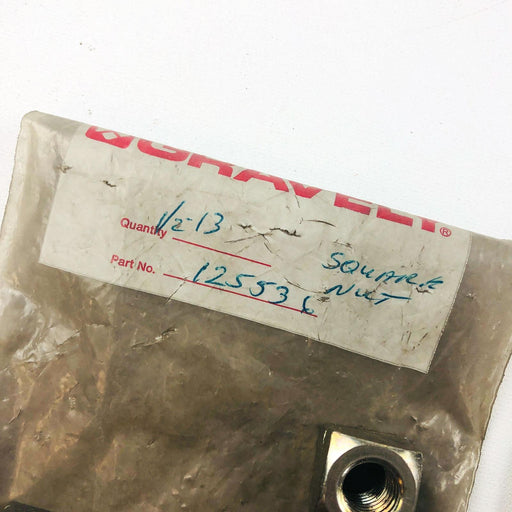 GRAVELY®
Quantity 1/2-13
Part No. 125536
SQUARE
NUT